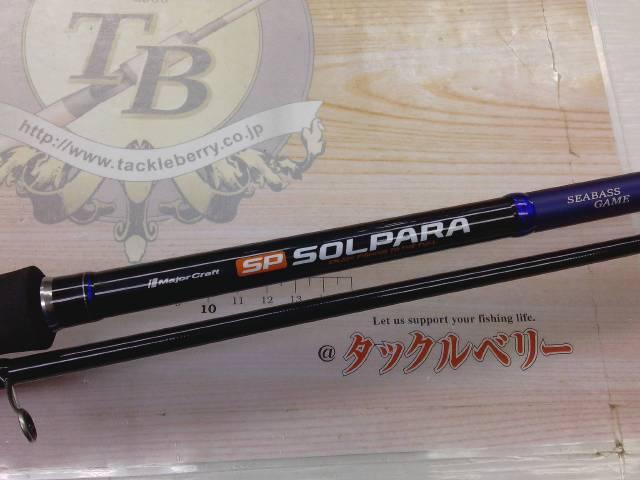 TB
http://www.tackleberry.co.jp
SEABASS
GAME
SP SOLPARA
Major Craft
10 11 12 13
Let us support your fishing life.
@タックルベリー